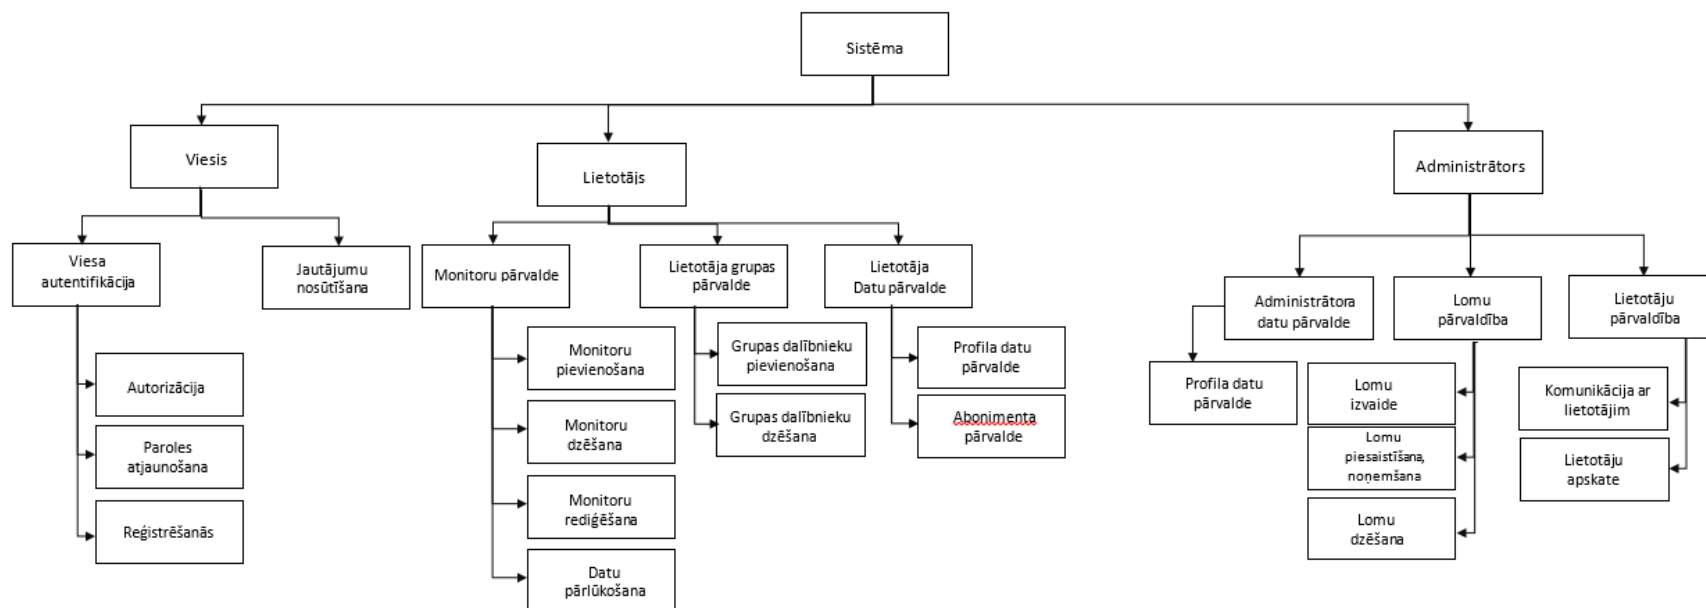 Sistēma
Viesis
Lietotājs
Administrātors
Viesa
autentifikācija
Jautājumu
nosūtīšana
Monitoru pārvalde
Lietotāja grupas
pārvalde
Lietotāja
Datu pārvalde
Administrātora
datu pārvalde
Lomu
pārvaldība
Lietotāju
pārvaldība
Autorizācija
Paroles
atjaunošana
Reģistrēšanās
Monitoru
pievienošana
Monitoru
dzēšana
Monitoru
rediģēšana
Datu
pārlūkošana
Grupas dalībnieku
pievienošana
Grupas dalībnieku
dzēšana
Profila datu
pārvalde
Abonimenta
pārvalde
Profila datu
pārvalde
Lomu
izvaide
Lomu
piesaistīšana,
noņemšana
Lomu
dzēšana
Komunikācija ar
lietotājim
Lietotāju
apskate